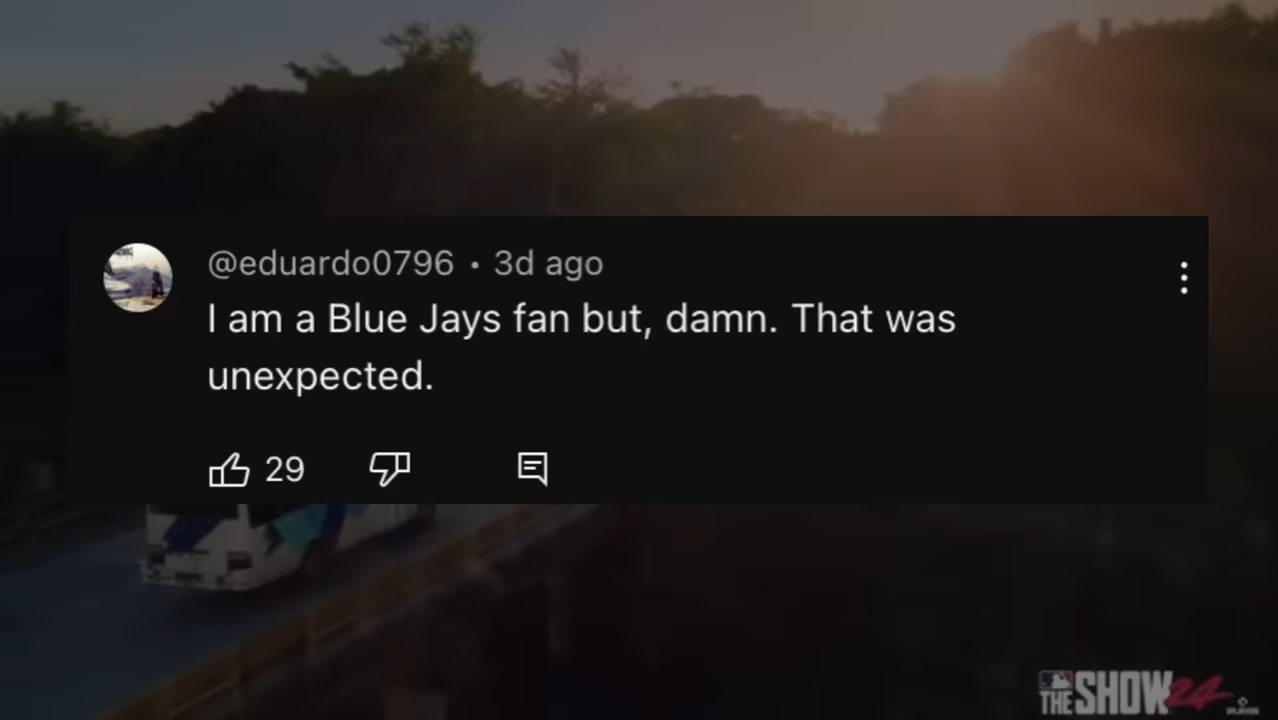 @eduardo0796 • 3d ago
I am a Blue Jays fan but, damn. That was
unexpected.
29
THE SHOW 24